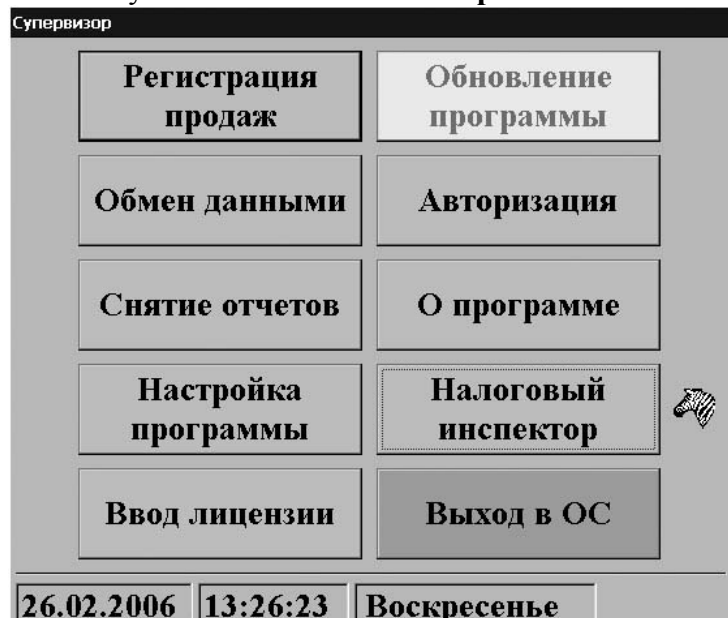 Супервизор
Регистрация
продаж
Обновление
программы
Обмен данными
Авторизация
Снятие отчетов
О программе
Настройка
программы
Налоговый
инспектор
Ввод лицензии
Выход в ОС
26.02.2006 13:26:23 Воскресенье